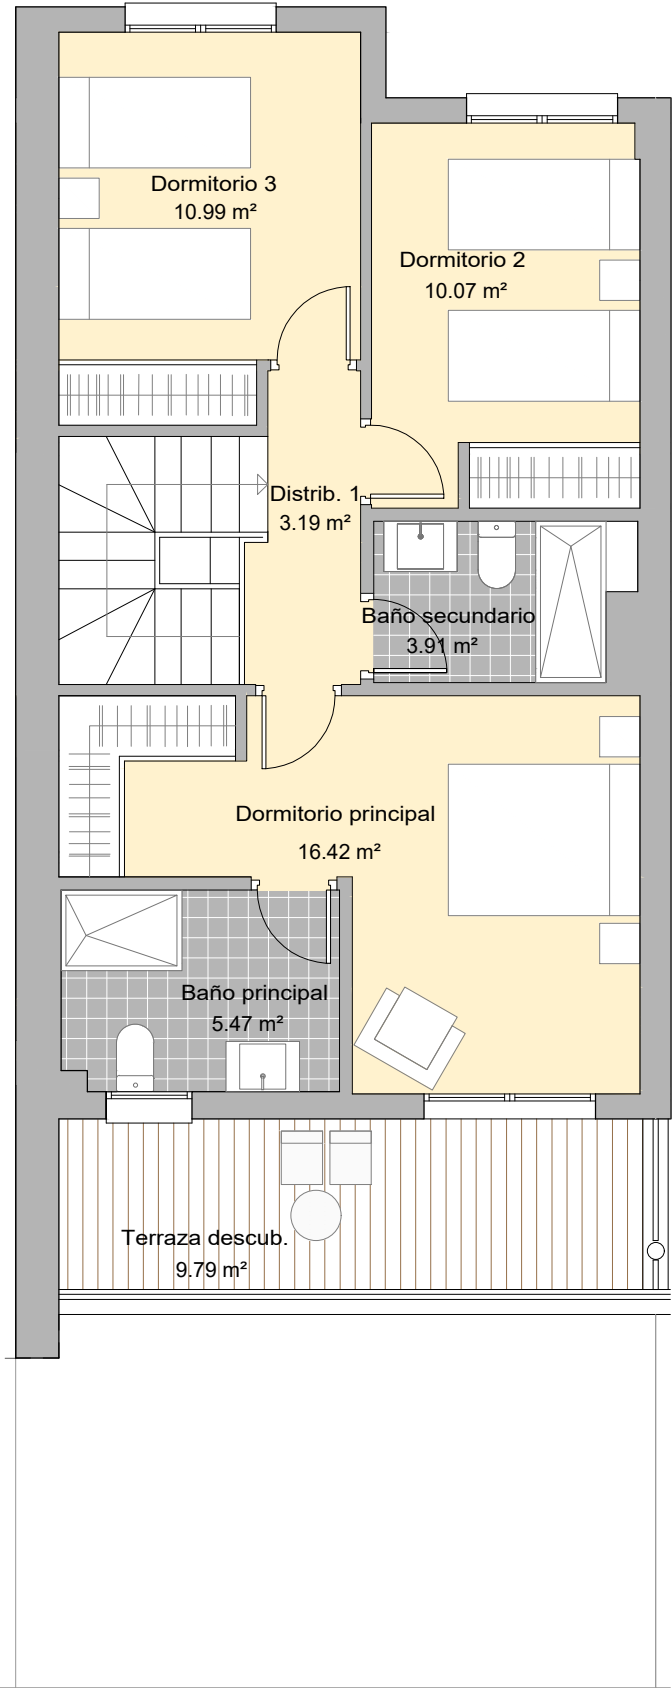 Dormitorio 3
10.99 m²
Dormitorio 2
10.07 m²
Distrib. 1
3.19 m²
Baño secundario
3.91 m²
Dormitorio principal
16.42 m²
Baño principal
5.47 m²
Terraza descub.
9.79 m²